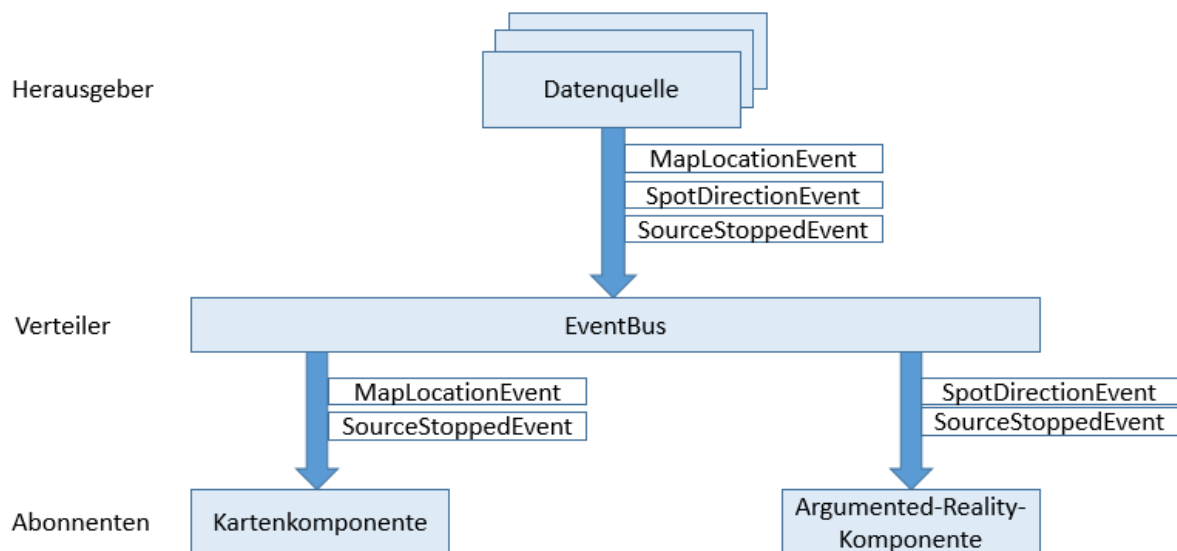 Herausgeber
Datenquelle
MapLocationEvent
SpotDirectionEvent
SourceStoppedEvent
Verteiler
EventBus
MapLocationEvent
SourceStoppedEvent
SpotDirectionEvent
SourceStoppedEvent
Abonnenten
Kartenkomponente
Argumented-Reality-
Komponente